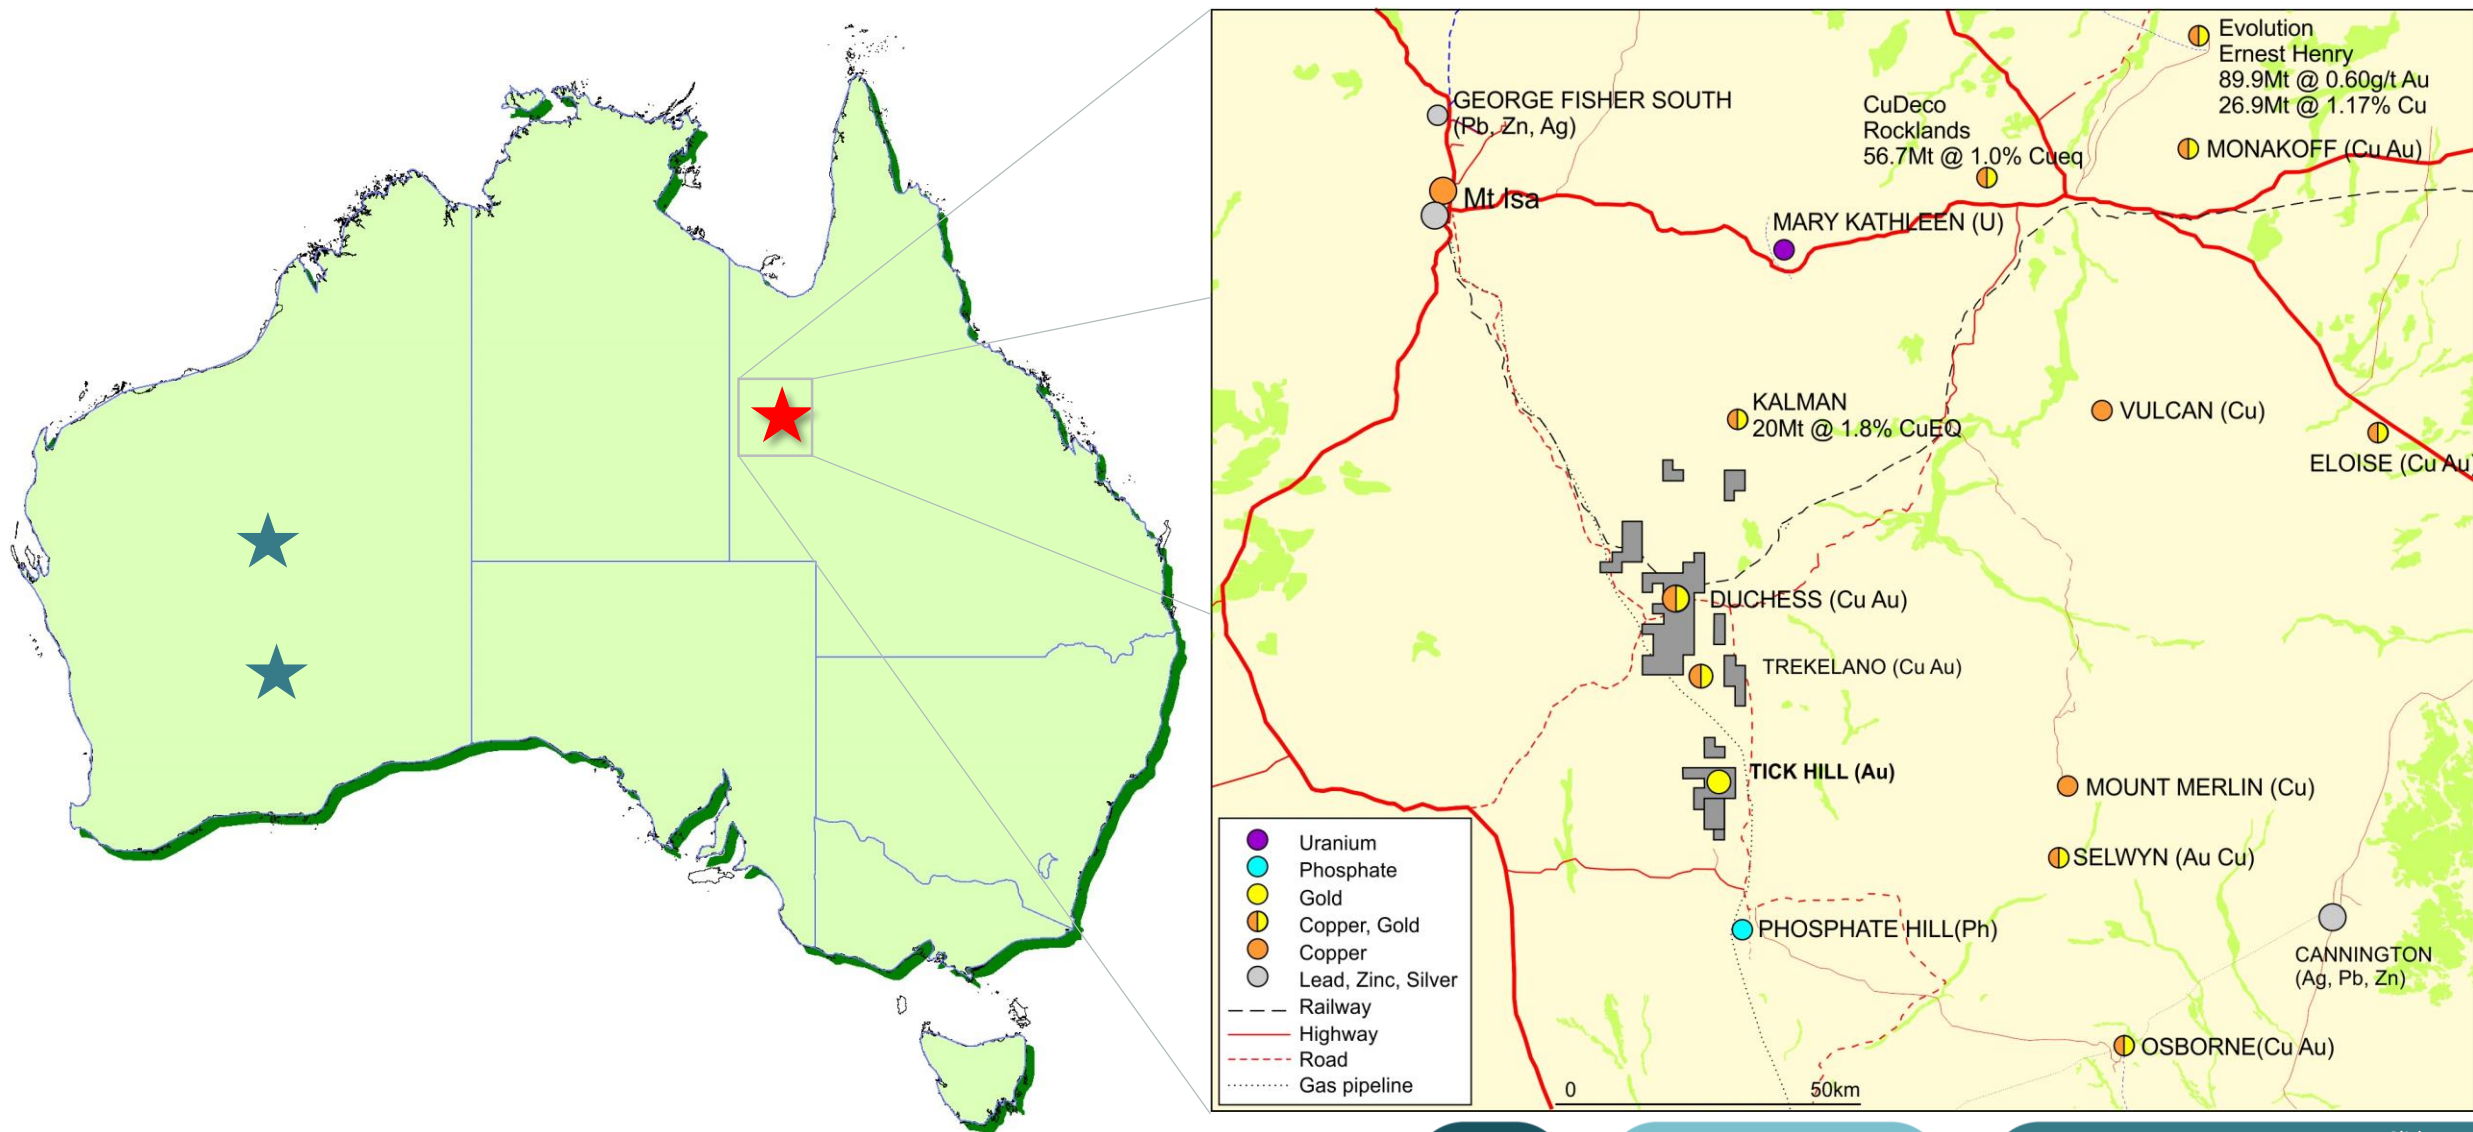 Evolution
Ernest Henry
89.9Mt @ 0.60g/t Au
26.9Mt @ 1.17% Cu
GEORGE FISHER SOUTH
(Pb, Zn, Ag)
CuDeco
Rocklands
56.7Mt @ 1.0% Cueq
MONAKOFF (Cu Au)
Mt Isa
MARY KATHLEEN (U)
KALMAN
20Mt @ 1.8% CuEQ
VULCAN (Cu)
ELOISE (Cu Au)
DUCHESS (Cu Au)
TREKELANO (Cu Au)
TICK HILL (Au)
MOUNT MERLIN (Cu)
SELWYN (Au Cu)
PHOSPHATE HILL(Ph)
CANNINGTON
(Ag, Pb, Zn)
OSBORNE(Cu Au)
Uranium
Phosphate
Gold
Copper, Gold
Copper
Lead, Zinc, Silver
Railway
Highway
Road
Gas pipeline
0 50km